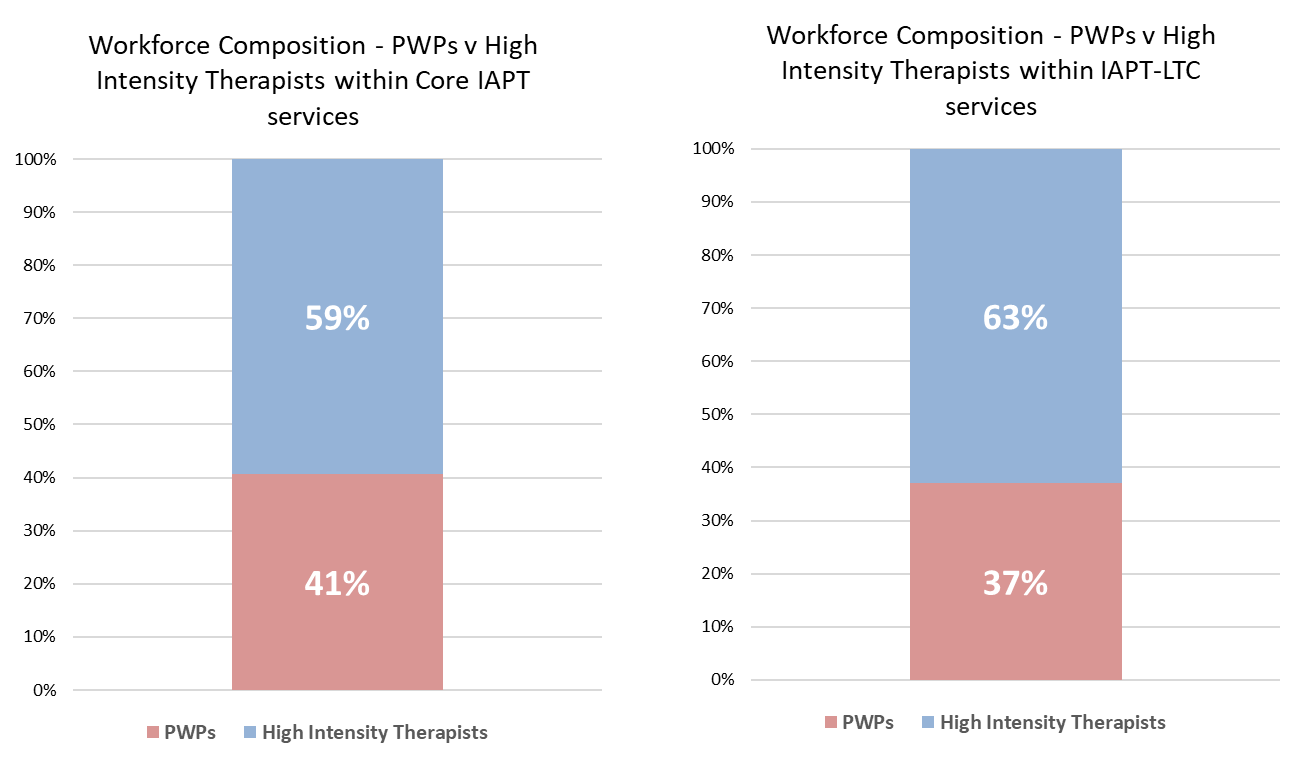 Workforce Composition - PWPs v High
Intensity Therapists within Core IAPT
services
100%
90%
80%
70%
60%
50%
40%
30%
20%
10%
0%
59%
41%
PWPs
High Intensity Therapists
Workforce Composition - PWPs v High
Intensity Therapists within IAPT-LTC
services
100%
90%
80%
70%
60%
50%
40%
30%
20%
10%
0%
63%
37%
PWPs
High Intensity Therapists